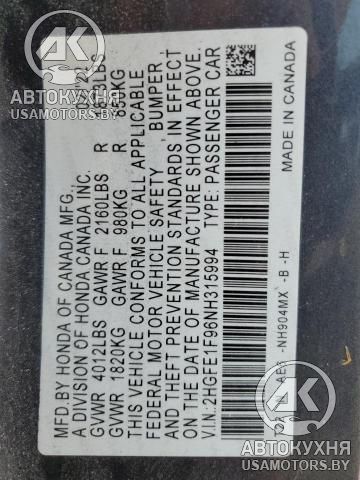 MFD.BY HONDA OF CANADA MFG.,
A DIVISION OF HONDA CANADA INC.
GVWR 4012LBS GAWR F 2160LBS R
GVWR 1820KG GAWR F 980KG R
THIS VEHICLE CONFORMS TO ALL APPLICABLE
FEDERAL MOTOR VEHICLE SAFETY, BUMPER,
AND THEFT PREVENTION STANDARDS IN EFFECT
ON THE DATE OF MANUFACTURE SHOWN ABOVE.
V.I.N.:2HGFE1F96NH315994 TYPE: PASSENGER CAR
-NH904MX -B -H
MADE IN CANADA
АВТОКУХНЯ
USAMOTORS.BY
АВТОКУХНЯ
USAMOTORS.BY